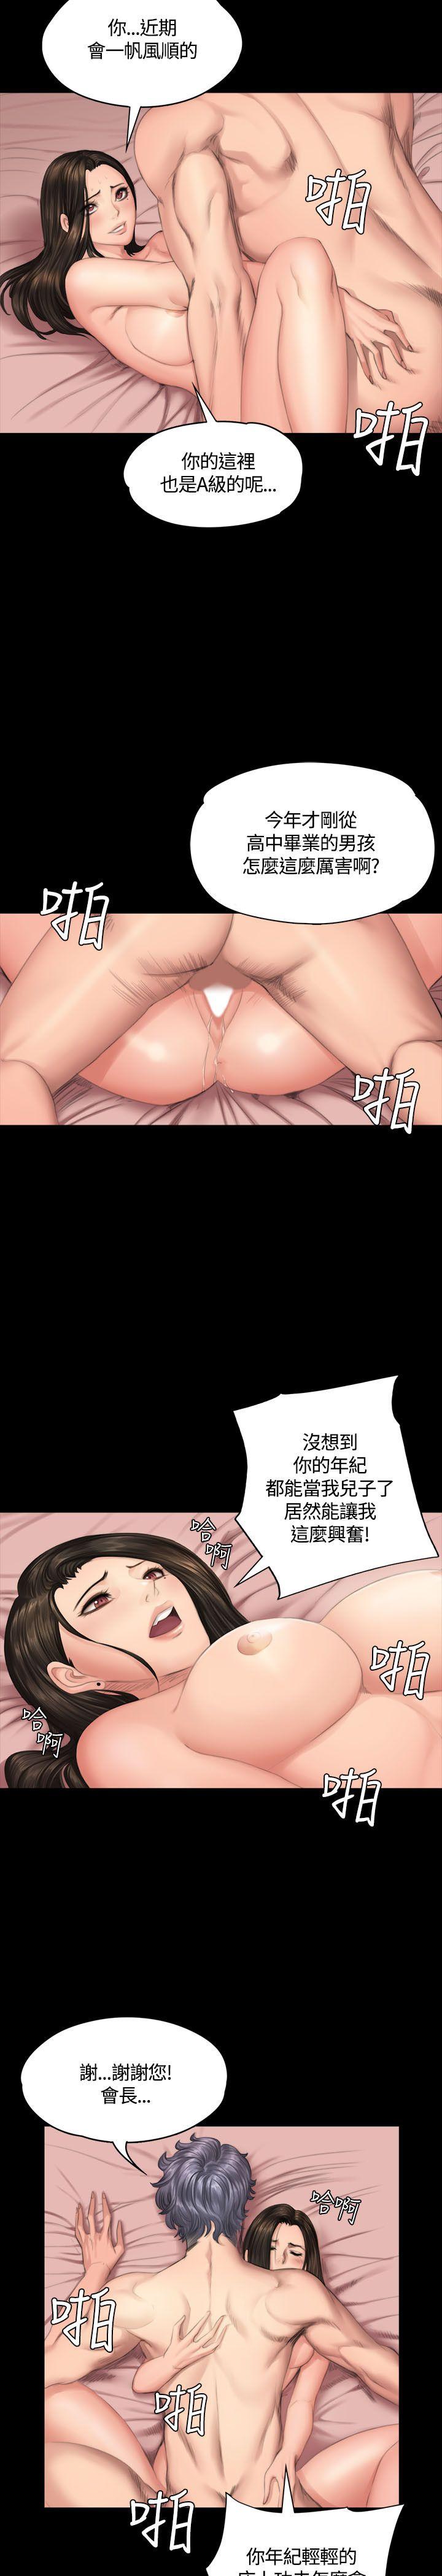 你...近期
會一帆風順的
啪
啪
你的這裡
也是A級的呢...
今年才剛從
高中畢業的男孩
怎麼這麼厲害啊?
啪
啪
沒想到
你的年紀
都能當我兒子了
居然能讓我
這麼興奮!
哈啊
啪
哈啊
啪
謝...謝謝您!
會長...
哈啊
啪
啪
啪
你年紀輕輕的